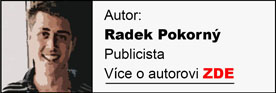 Autor:
Radek Pokorný
Publicista
Více o autorovi ZDE